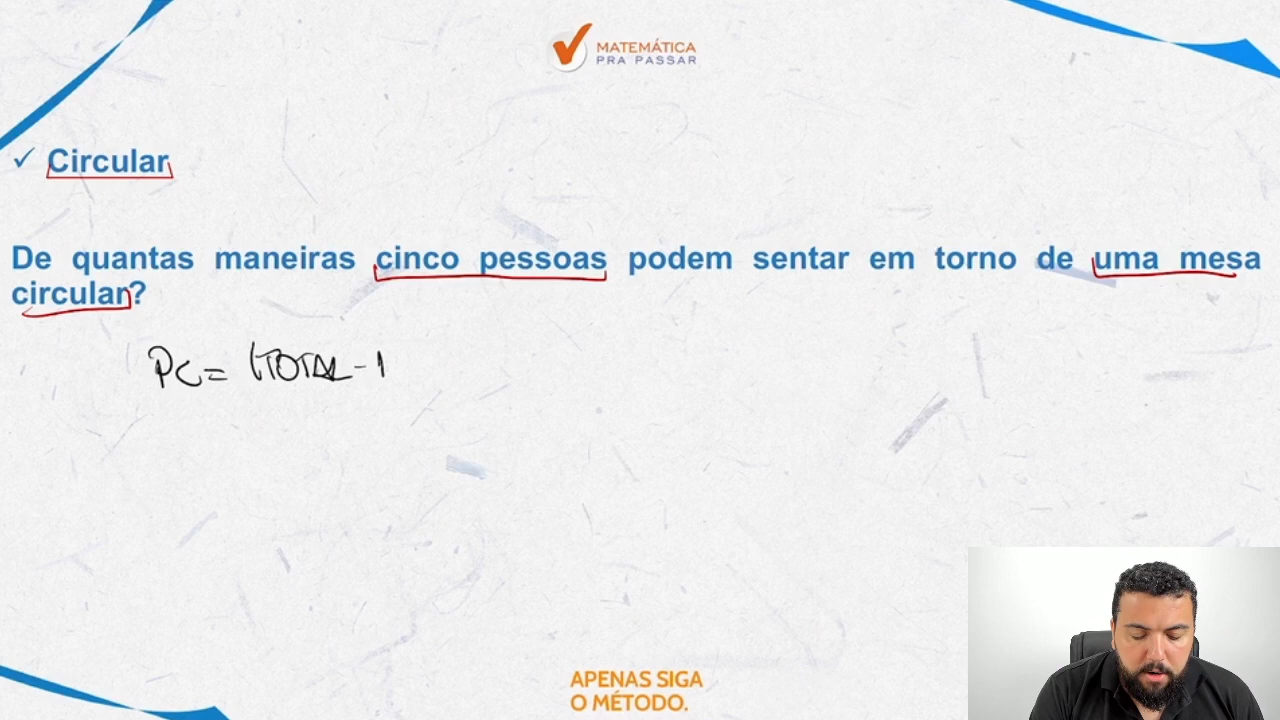 MATEMÁTICA
PRA PASSAR
✓ Circular
De quantas maneiras cinco pessoas podem sentar em torno de uma mesa
circular?
PC = (TOTAL - 1
APENAS SIGA
O MÉTODO.